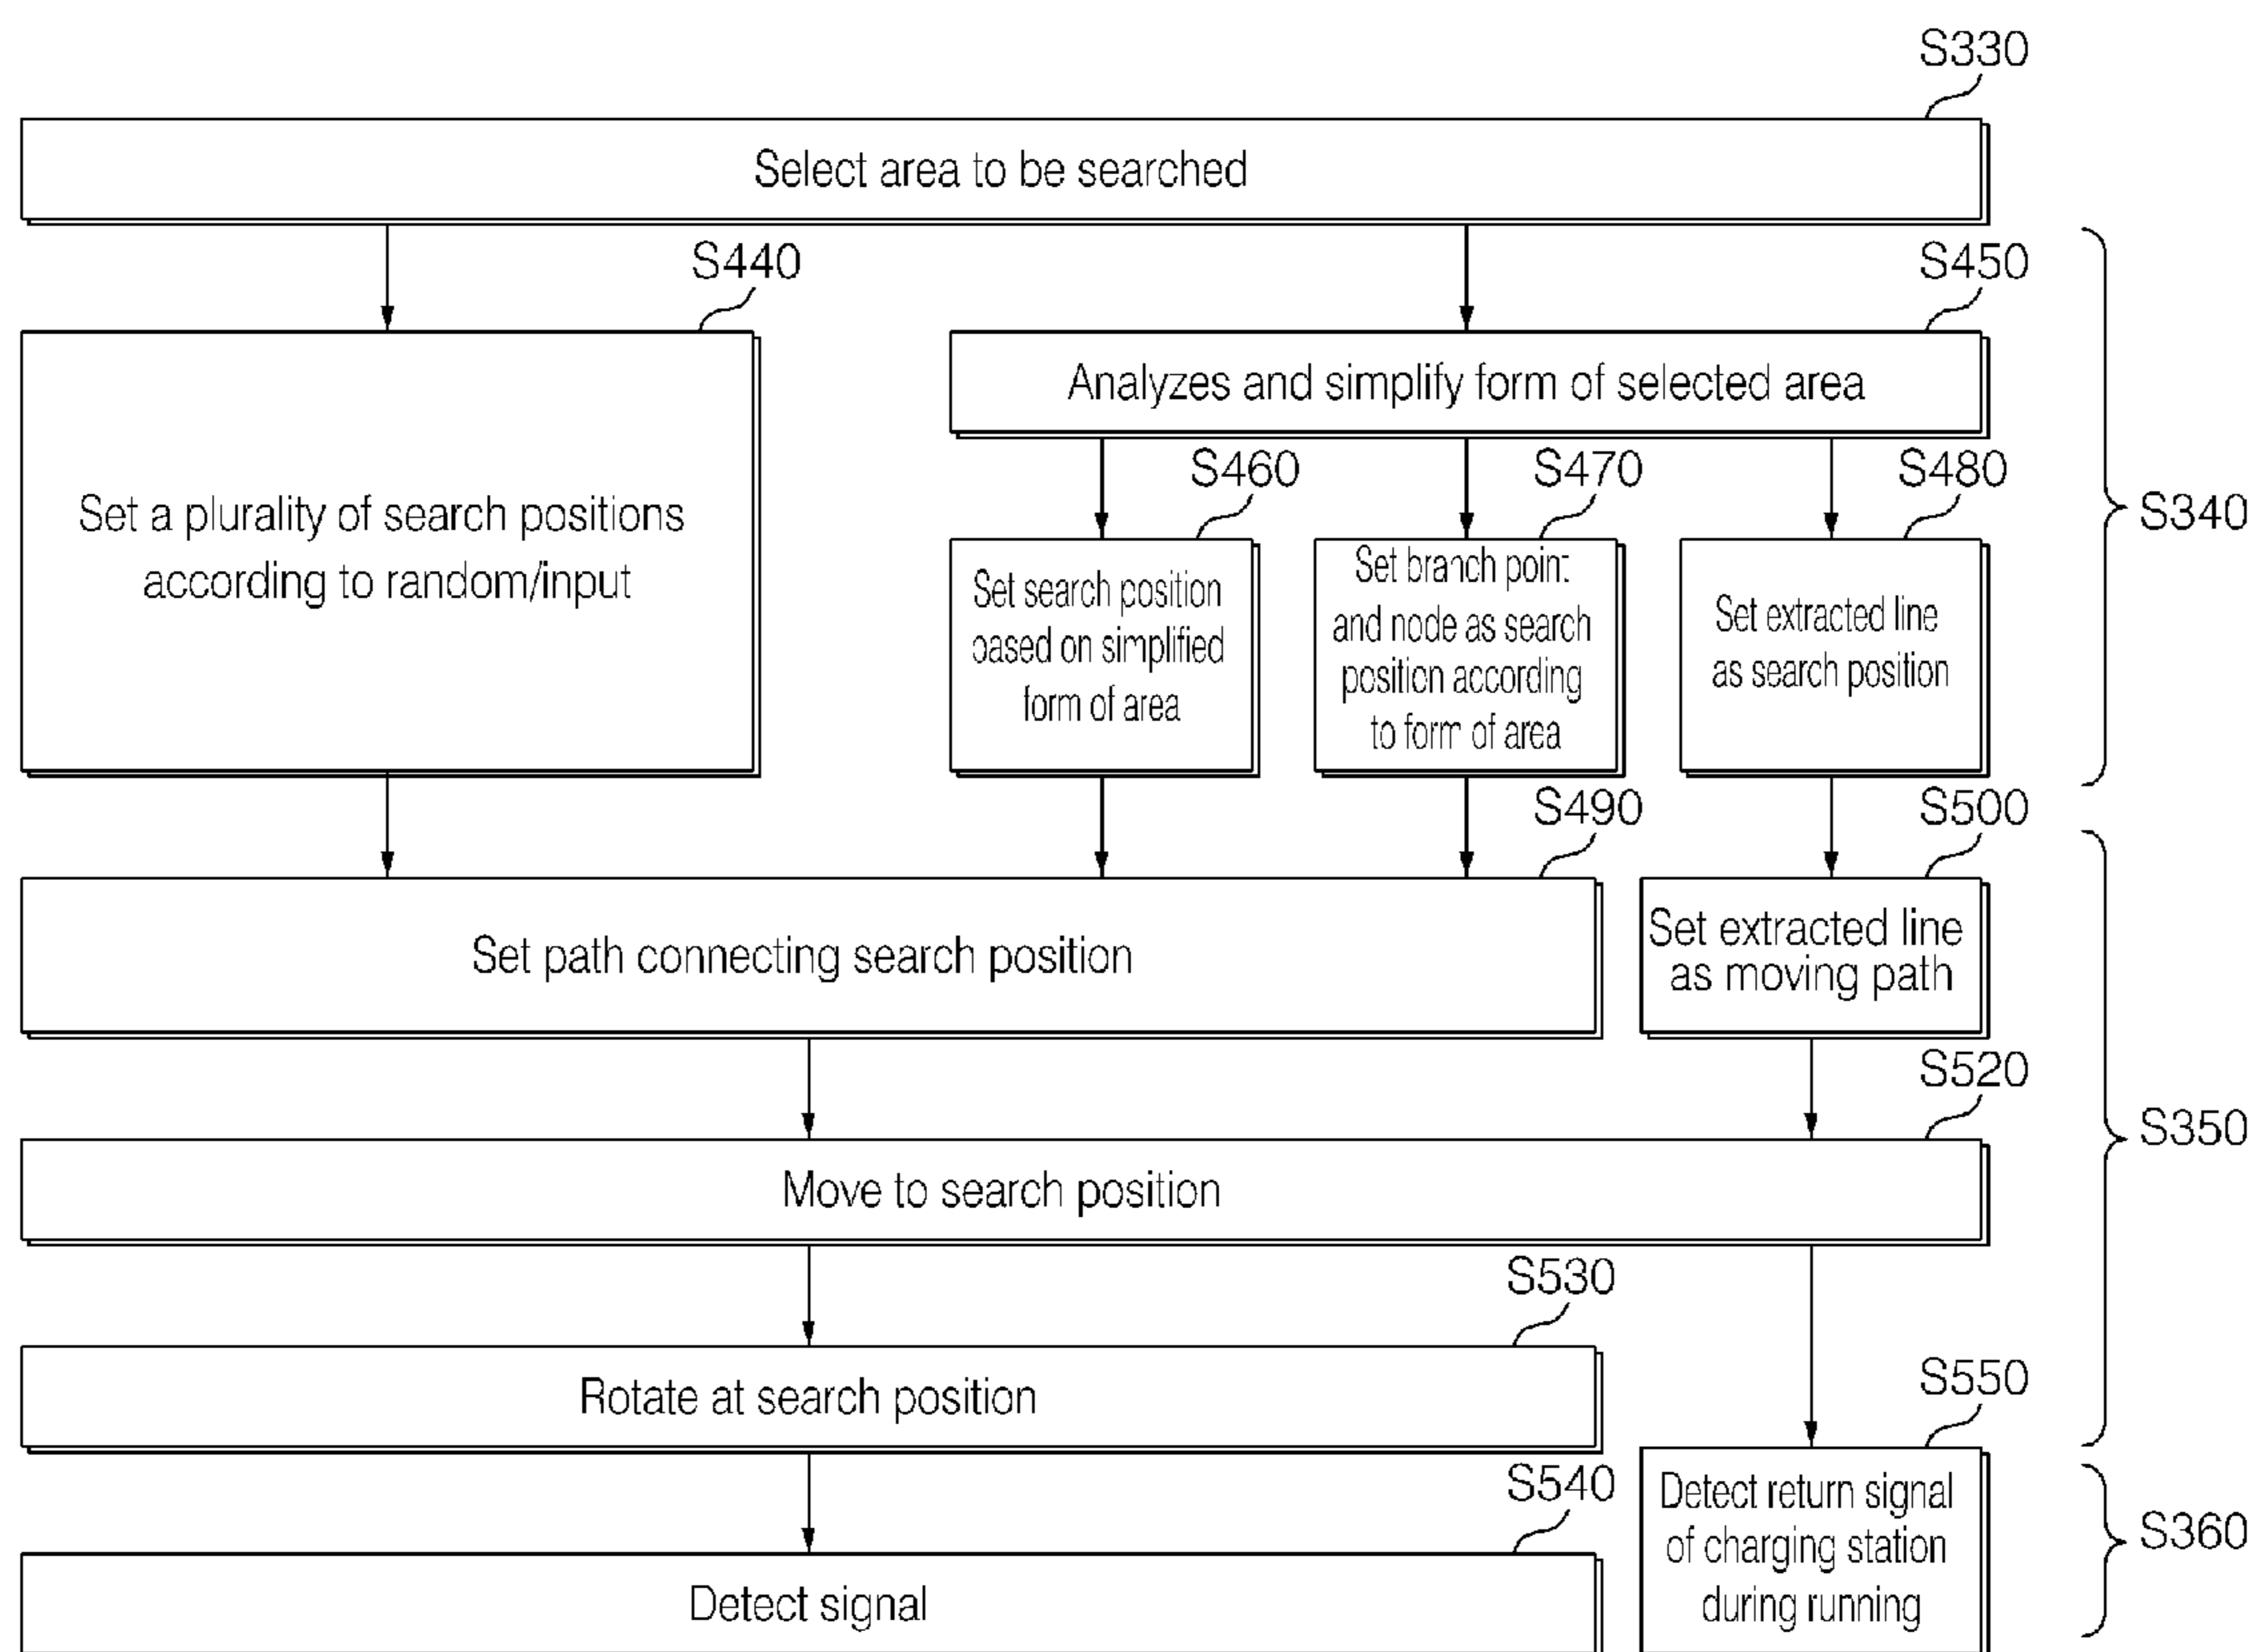 S330
Select area to be searched
S440
S450
Set a plurality of search positions
according to random/input
Analyzes and simplify form of selected area
S460
S470
S480
S340
Set search position
based on simplified
form of area
Set branch point
and node as search
position according
to form of area
Set extracted line
as search position
S490
S500
Set path connecting search position
Set extracted line
as moving path
S520
S350
Move to search position
S530
Rotate at search position
S550
S540
Detect signal
Detect return signal
of charging station
during running
S360